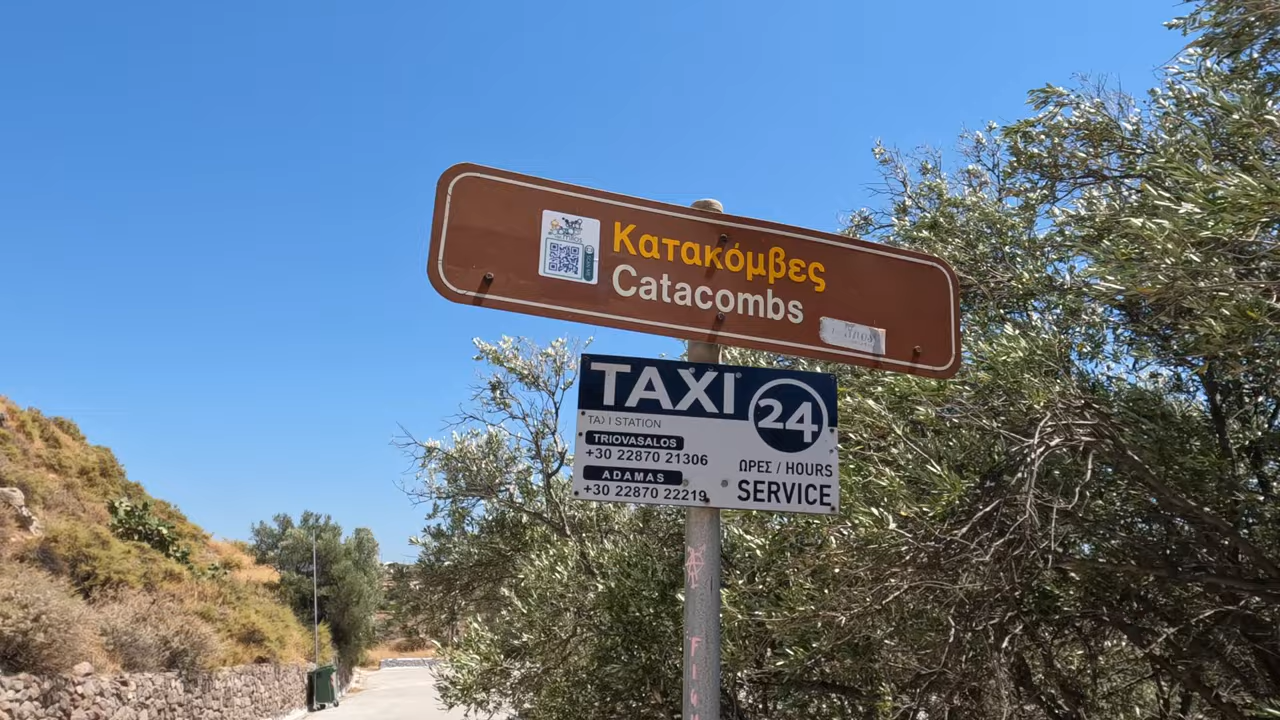 Κατακόμβες
Catacombs
TAXI 24
TAXI STATION
TRIOVASALOS
+30 22870 21306
ADAMAS
+30 22870 22219
ΩΡΕΣ / HOURS
SERVICE